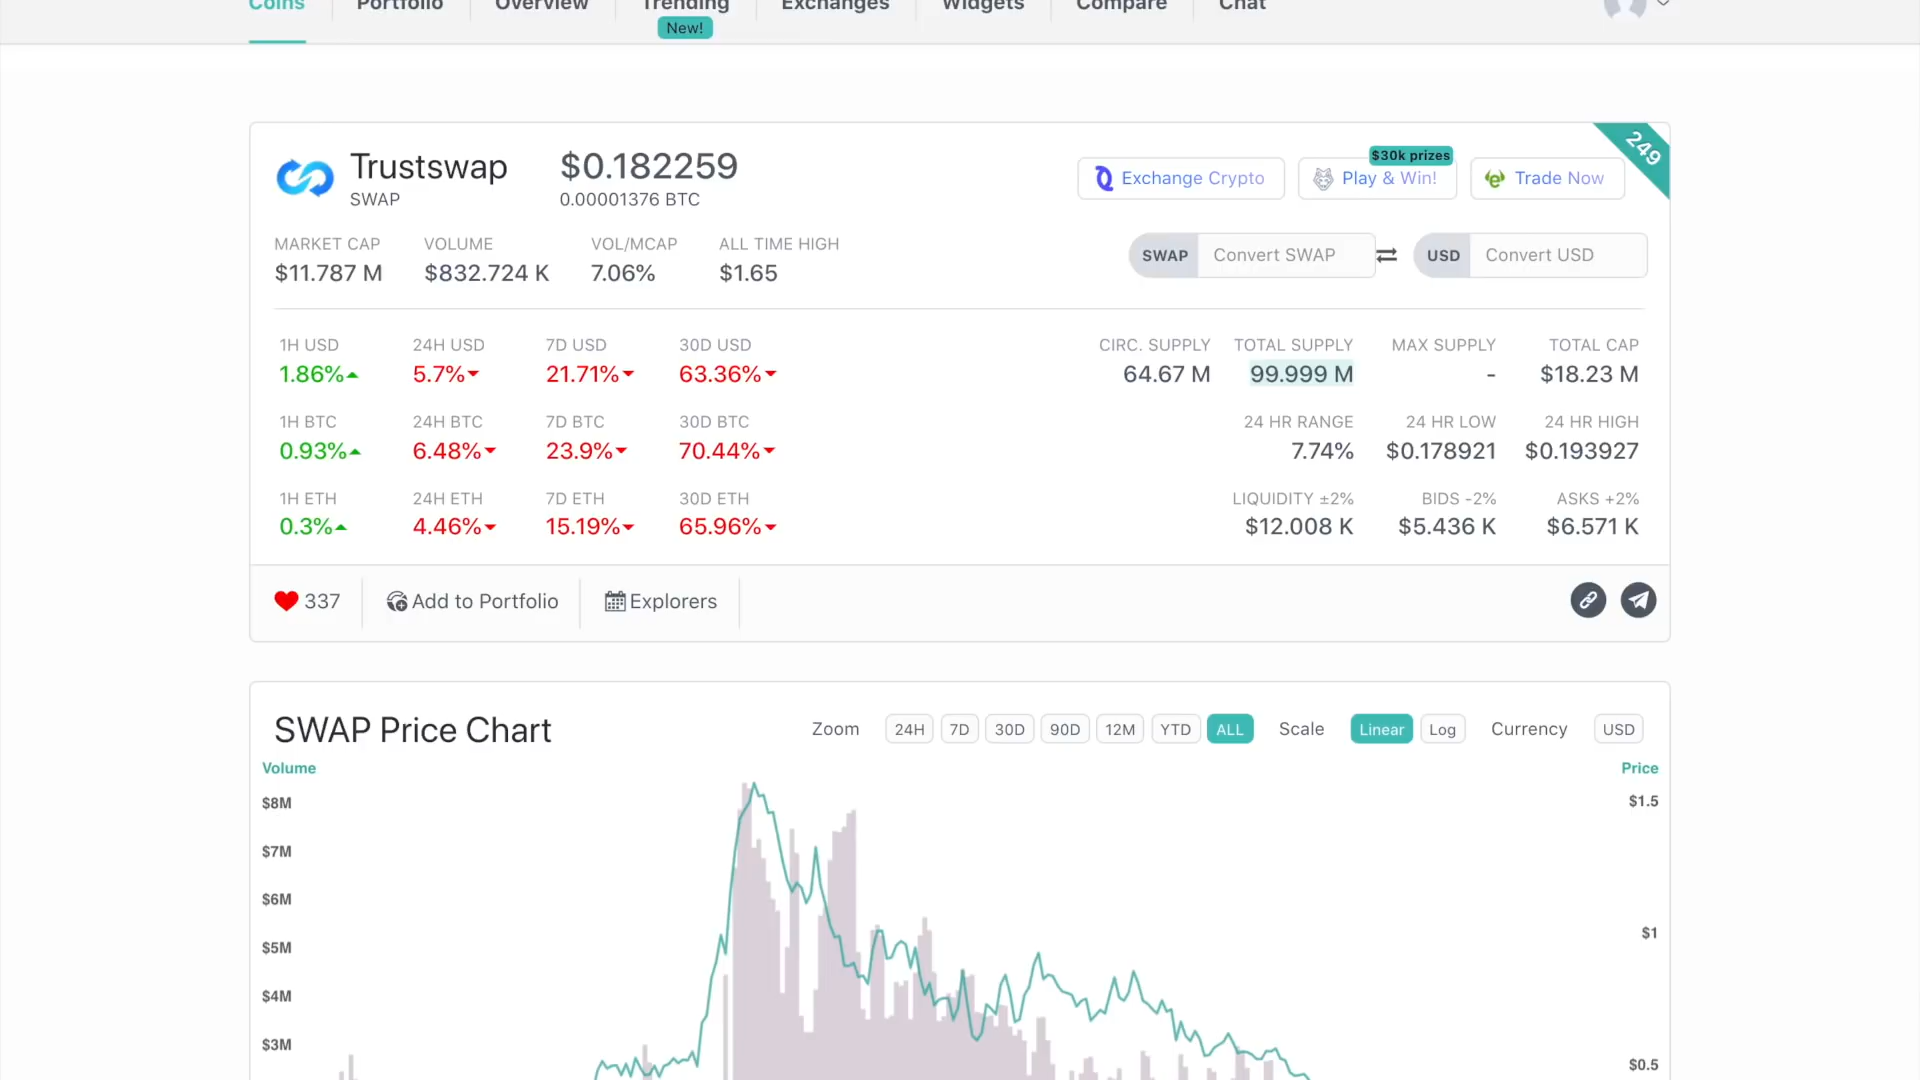 Coins Portfolio Overview Trending Exchanges Widgets Compare Chat
New!
249
Trustswap
SWAP
$0.182259
0.00001376 BTC
Exchange Crypto
$30k prizes
Play & Win!
Trade Now
MARKET CAP VOLUME VOL/MCAP ALL TIME HIGH
$11.787 M $832.724 K 7.06% $1.65
SWAP Convert SWAP USD Convert USD
1H USD 24H USD 7D USD 30D USD
1.86% 5.7% 21.71% 63.36%
1H BTC 24H BTC 7D BTC 30D BTC
0.93% 6.48% 23.9% 70.44%
1H ETH 24H ETH 7D ETH 30D ETH
0.3% 4.46% 15.19% 65.96%
CIRC. SUPPLY TOTAL SUPPLY MAX SUPPLY TOTAL CAP
64.67 M 99.999 M - $18.23 M
24 HR RANGE 24 HR LOW 24 HR HIGH
7.74% $0.178921 $0.193927
LIQUIDITY ±2% BIDS -2% ASKS +2%
$12.008 K $5.436 K $6.571 K
337 Add to Portfolio Explorers
SWAP Price Chart
Zoom 24H 7D 30D 90D 12M YTD ALL Scale Linear Log Currency USD
Volume Price
$8M
$7M
$6M
$5M
$4M
$3M
$1.5
$1
$0.5